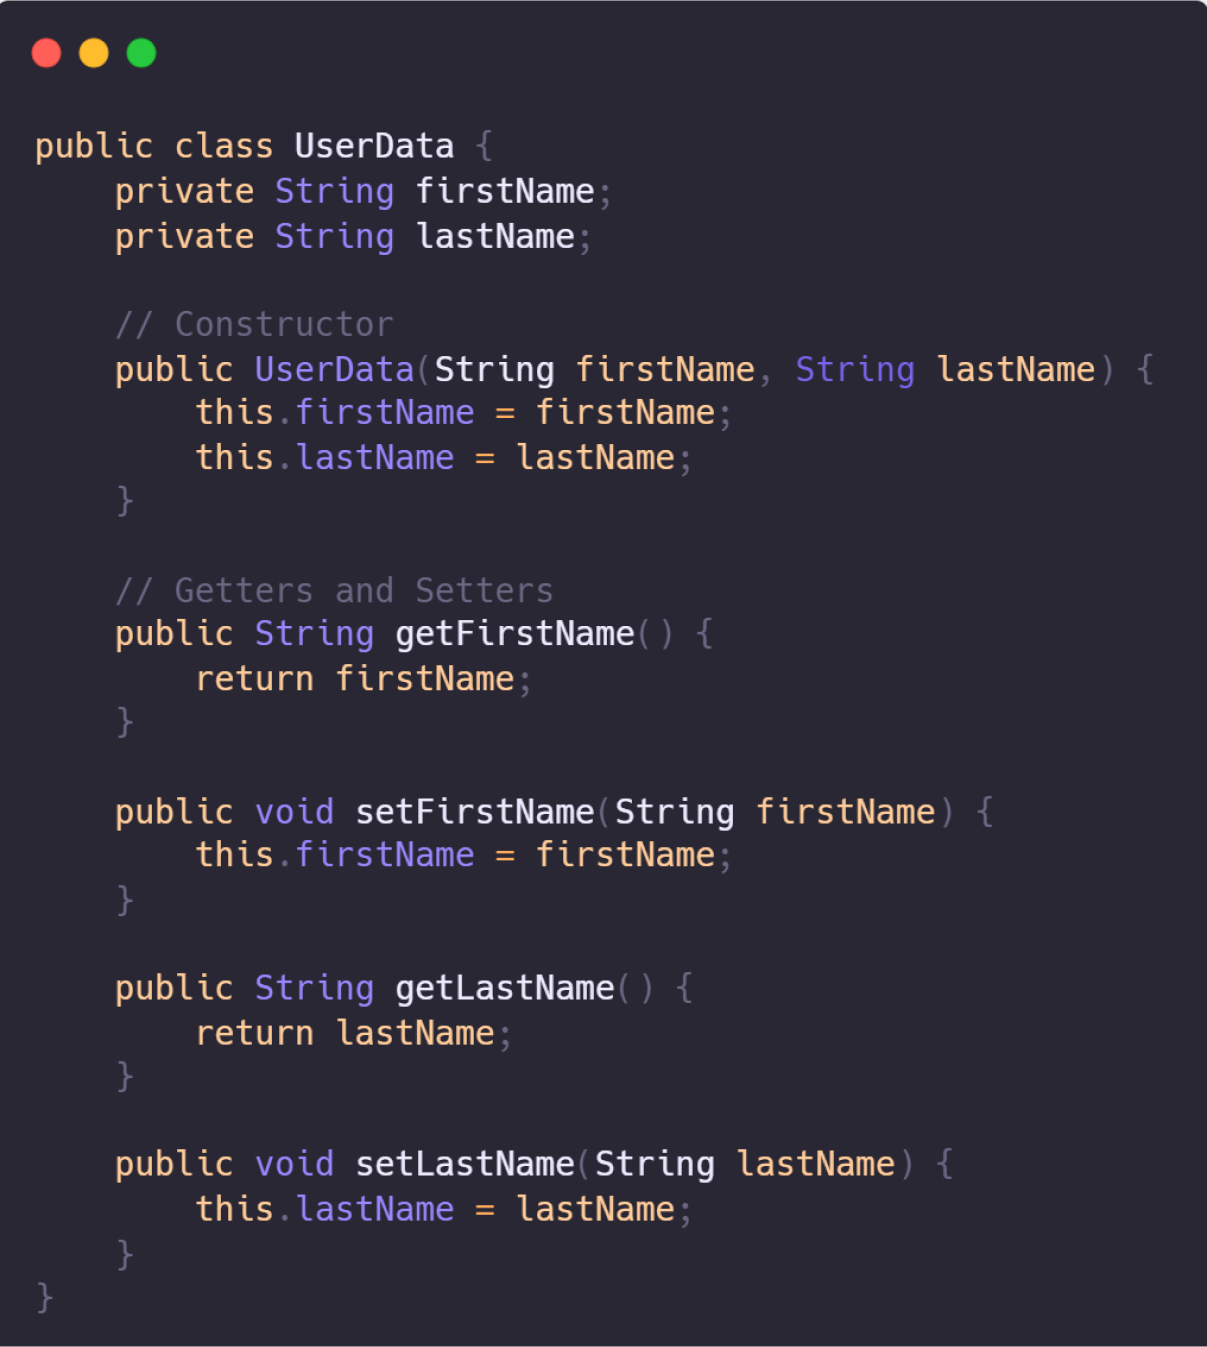 public class UserData {
    private String firstName;
    private String lastName;

    // Constructor
    public UserData(String firstName, String lastName) {
        this.firstName = firstName;
        this.lastName = lastName;
    }

    // Getters and Setters
    public String getFirstName() {
        return firstName;
    }

    public void setFirstName(String firstName) {
        this.firstName = firstName;
    }

    public String getLastName() {
        return lastName;
    }

    public void setLastName(String lastName) {
        this.lastName = lastName;
    }
}